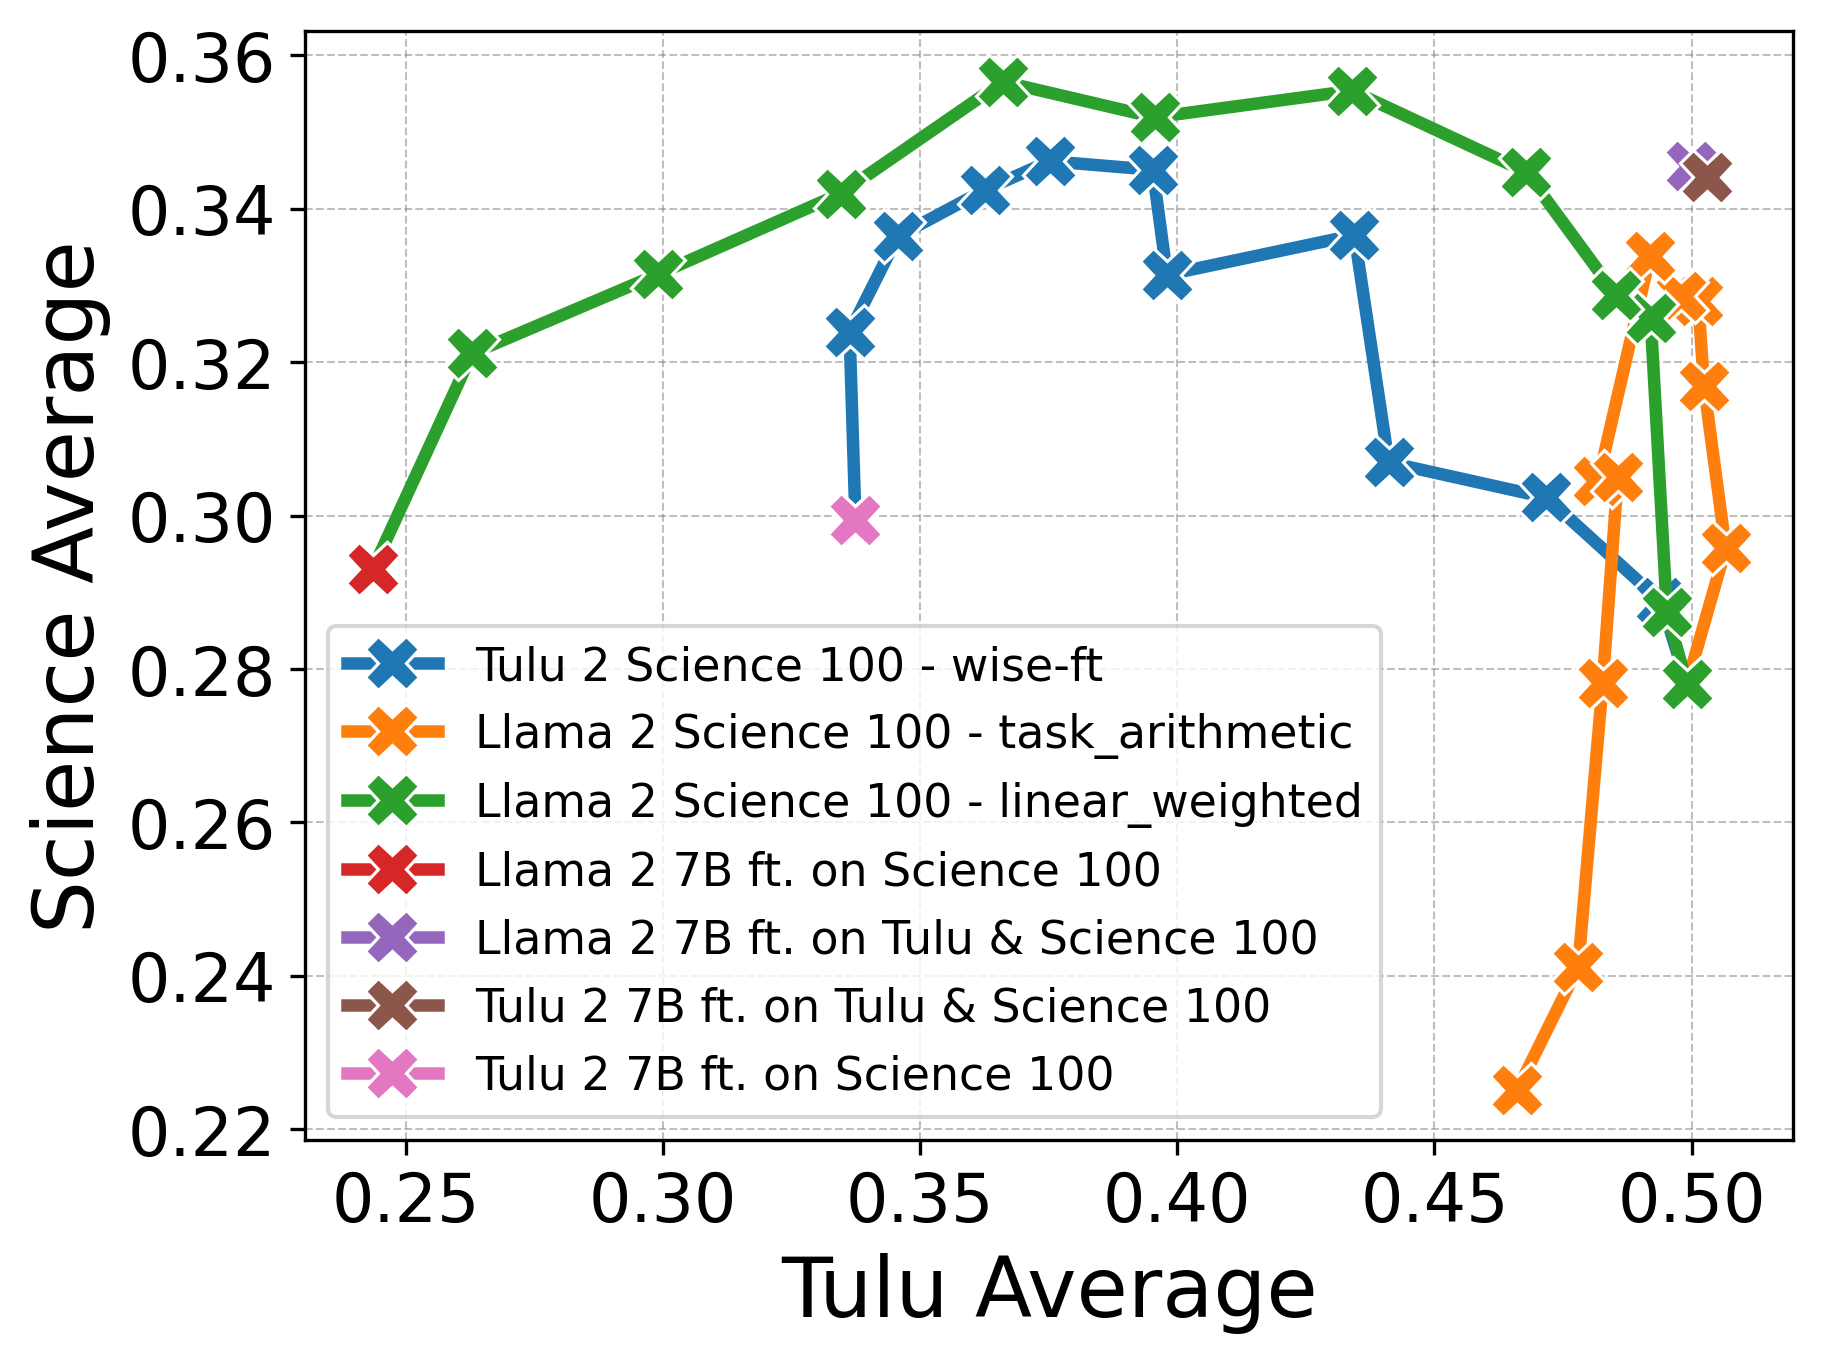 0.36
0.34
0.32
0.30
0.28
0.26
0.24
0.22
Science Average
Tulu 2 Science 100 - wise-ft
Llama 2 Science 100 - task_arithmetic
Llama 2 Science 100 - linear_weighted
Llama 2 7B ft. on Science 100
Llama 2 7B ft. on Tulu & Science 100
Tulu 2 7B ft. on Tulu & Science 100
Tulu 2 7B ft. on Science 100
0.25 0.30 0.35 0.40 0.45 0.50
Tulu Average